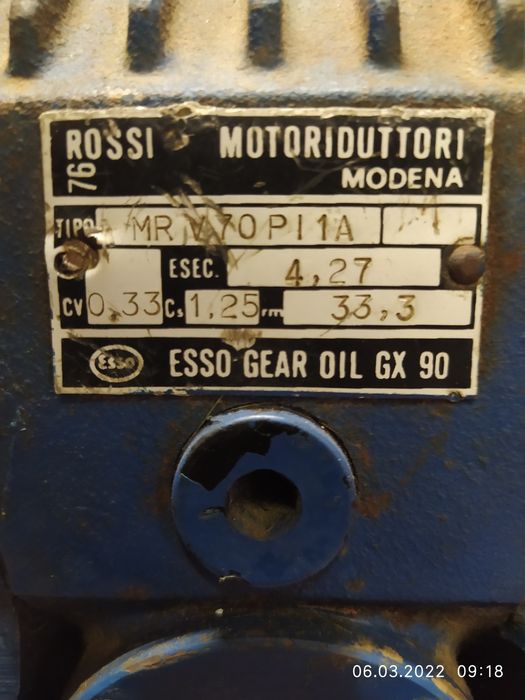 76 ROSSI MOTORIDUTTORI
MODENA
TIPO MR V70PI1A
ESEC. 4,27
CV 0,33 Cs 1,25 rm 33,3
Esso ESSO GEAR OIL GX 90
06.03.2022 09:18